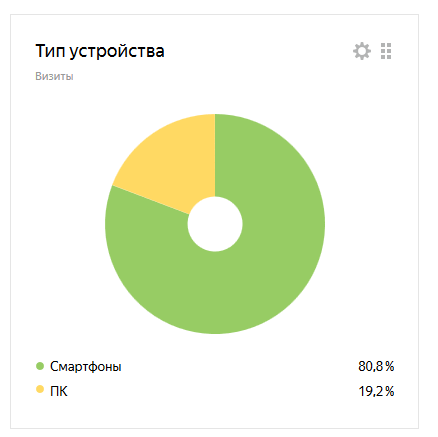 Тип устройства
Визиты
Смартфоны 80,8 %
ПК 19,2 %